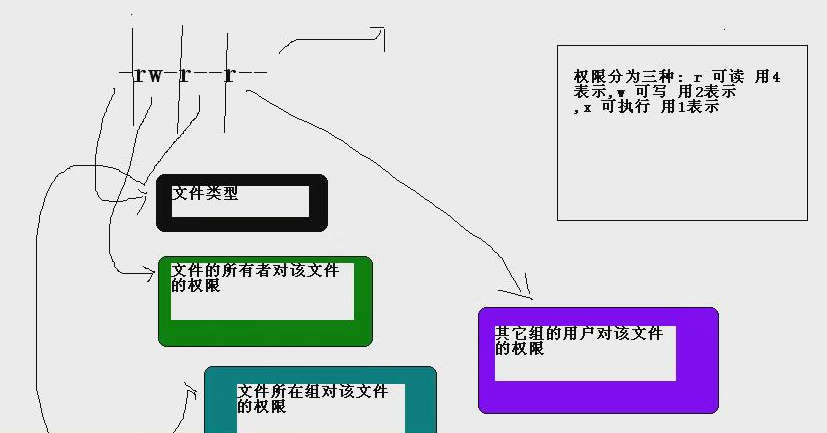 -rw-r--r--
权限分为三种: r 可读 用4
表示,w 可写 用2表示
,x 可执行 用1表示
文件类型
文件的所有者对该文件
的权限
其它组的用户对该文件
的权限
文件所在组对该文件
的权限